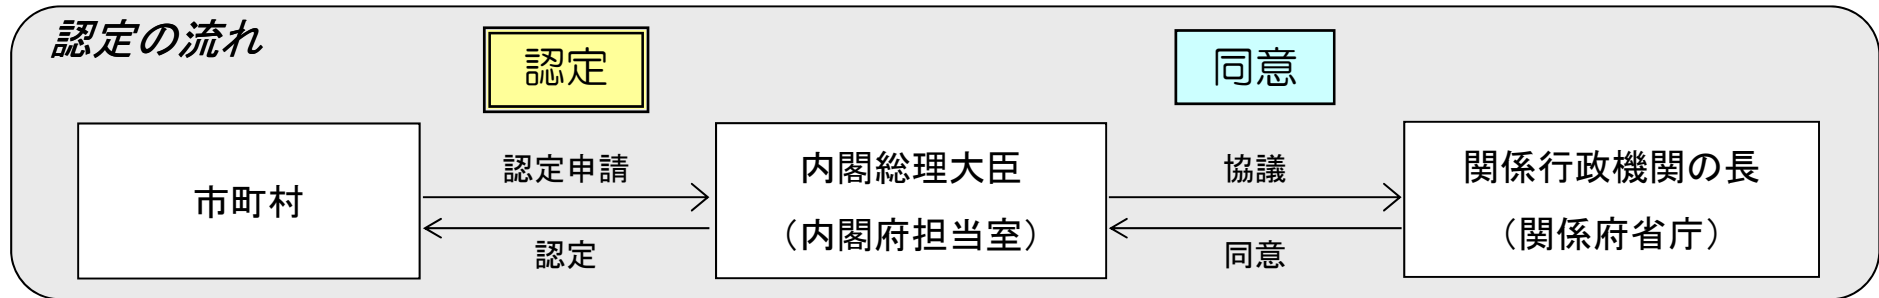 認定の流れ
認定
同意
市町村
認定申請
認定
内閣総理大臣
（内閣府担当室）
協議
同意
関係行政機関の長
（関係府省庁）